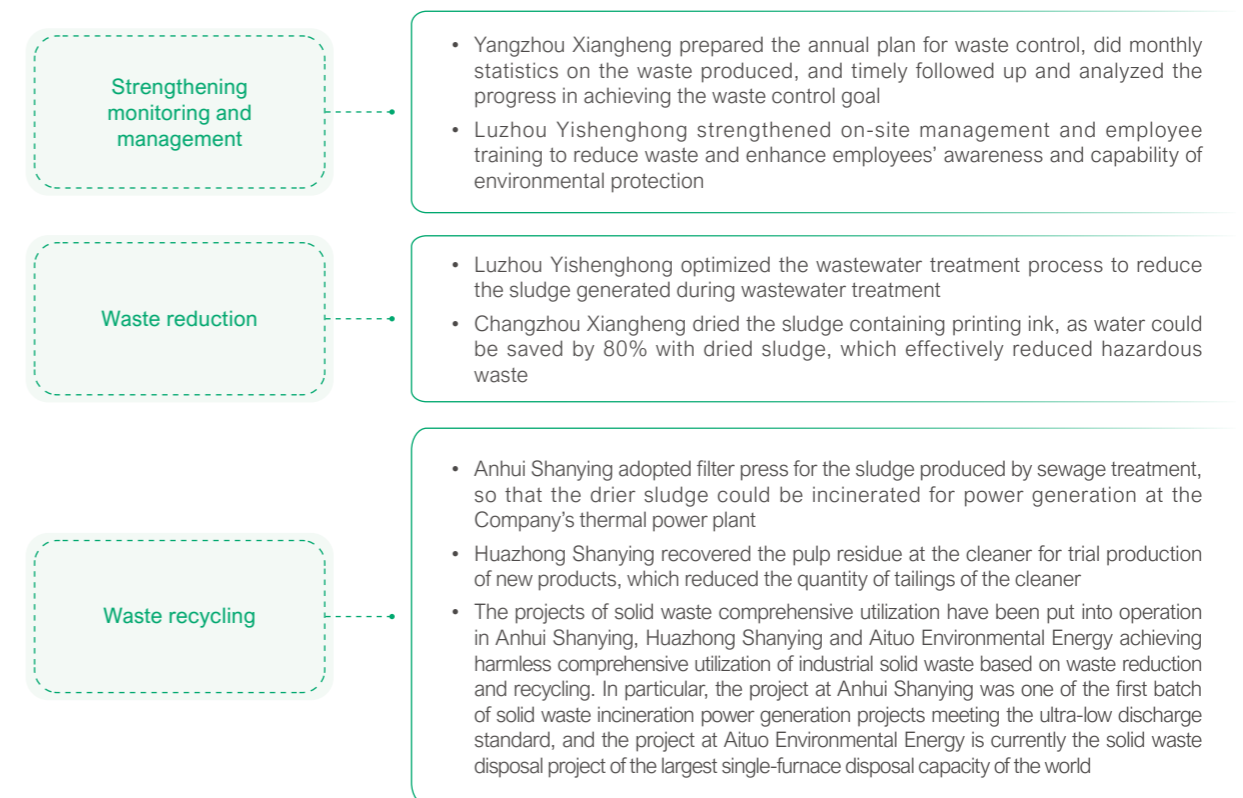 Strengthening
monitoring and
management
• Yangzhou Xiangheng prepared the annual plan for waste control, did monthly
statistics on the waste produced, and timely followed up and analyzed the
progress in achieving the waste control goal
• Luzhou Yishenghong strengthened on-site management and employee
training to reduce waste and enhance employees' awareness and capability of
environmental protection
Waste reduction
• Luzhou Yishenghong optimized the wastewater treatment process to reduce
the sludge generated during wastewater treatment
• Changzhou Xiangheng dried the sludge containing printing ink, as water could
be saved by 80% with dried sludge, which effectively reduced hazardous
waste
Waste recycling
• Anhui Shanying adopted filter press for the sludge produced by sewage treatment,
so that the drier sludge could be incinerated for power generation at the
Company's thermal power plant
• Huazhong Shanying recovered the pulp residue at the cleaner for trial production
of new products, which reduced the quantity of tailings of the cleaner
• The projects of solid waste comprehensive utilization have been put into operation
in Anhui Shanying, Huazhong Shanying and Aituo Environmental Energy achieving
harmless comprehensive utilization of industrial solid waste based on waste reduction
and recycling. In particular, the project at Anhui Shanying was one of the first batch
of solid waste incineration power generation projects meeting the ultra-low discharge
standard, and the project at Aituo Environmental Energy is currently the solid waste
disposal project of the largest single-furnace disposal capacity of the world